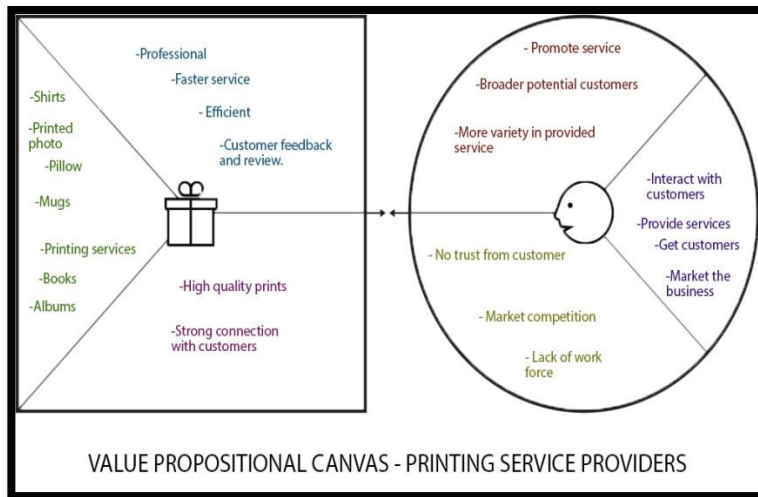 -Professional
-Faster service
- Efficient
-Customer feedback
and review.
-Shirts
-Printed
photo
-Pillow
-Mugs
-Printing services
-Books
-Albums
-High quality prints
-Strong connection
with customers
- Promote service
-Broader potential customers
-More variety in provided
service
-Interact with
customers
-Provide services
-Get customers
-Market the
business
- No trust from customer
- Market competition
- Lack of work
force
VALUE PROPOSITIONAL CANVAS - PRINTING SERVICE PROVIDERS